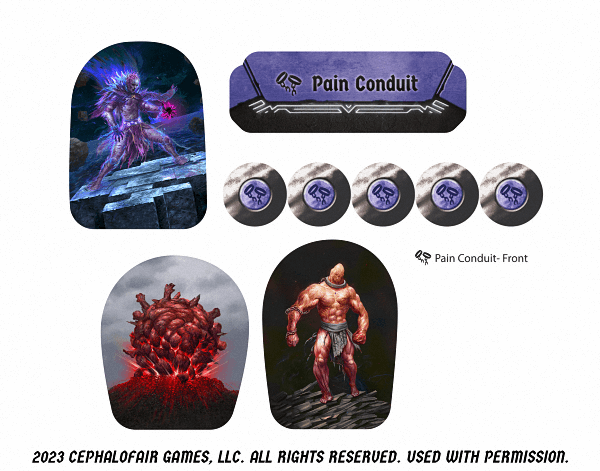 Pain Conduit
Pain Conduit- Front
2023 CEPHALOFAIR GAMES, LLC. ALL RIGHTS RESERVED. USED WITH PERMISSION.